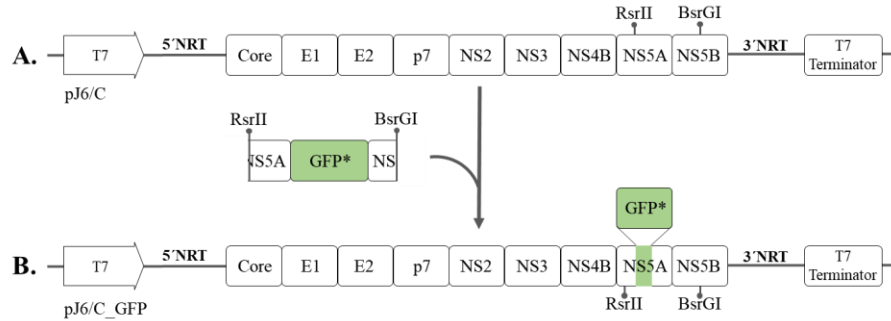 RsrII BsrGI
A. T7 5´NRT Core E1 E2 p7 NS2 NS3 NS4B NS5A NS5B 3´NRT T7 Terminator
pJ6/C
RsrII BsrGI
NS5A GFP* NS
GFP*
B. T7 5´NRT Core E1 E2 p7 NS2 NS3 NS4B NS5A NS5B 3´NRT T7 Terminator
RsrII BsrGI
pJ6/C_GFP